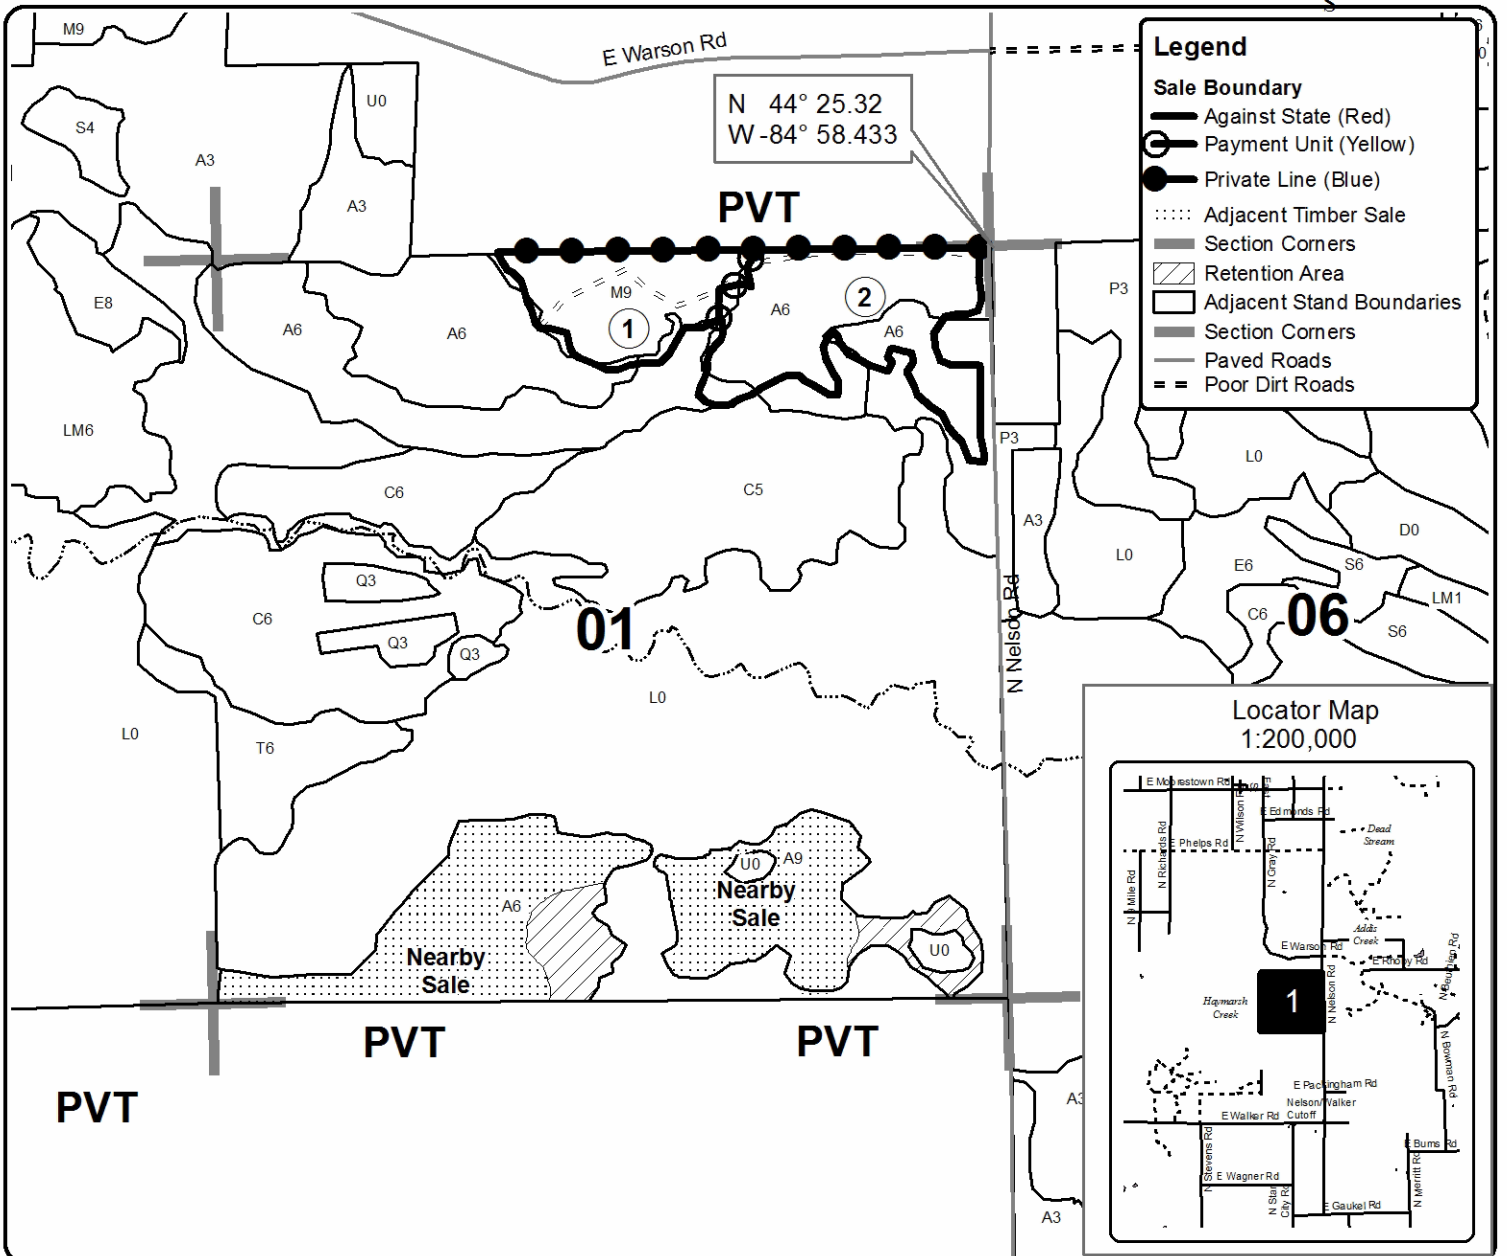 M9
E Warson Rd
U0
S4
A3
A3
N 44° 25.32
W -84° 58.433
PVT
Legend
Sale Boundary
Against State (Red)
Payment Unit (Yellow)
Private Line (Blue)
Adjacent Timber Sale
Section Corners
Retention Area
Adjacent Stand Boundaries
Section Corners
Paved Roads
Poor Dirt Roads
E8
A6
A6
M9
1
A6
2
A6
P3
LM6
P3
L0
C6
C5
A3
L0
D0
E6
S6
LM1
C6
06
S6
Q3
C6
Q3
Q3
01
N Nelson Rd
L0
L0
T6
A6
U0
A9
Nearby
Sale
Nearby
Sale
U0
PVT
PVT
PVT
A3
A3
Locator Map
1:200,000
E Moorestown Rd
N Wilson R
E Edmonds Rd
Dead
Stream
N Richards Rd
E Phelps Rd
N Gray Rd
Mile Rd
Addis
Creek
E Warson Rd
E Rhoby Rd
Haymarsh
Creek
1
N Nelson Rd
N Bowman Rd
E Packingham Rd
Nelson/Walker
Cutoff
E Walker Rd
E Burns Rd
N Stevens Rd
E Wagner Rd
N Star
City Rd
N Merritt Rd
E Gaukel Rd